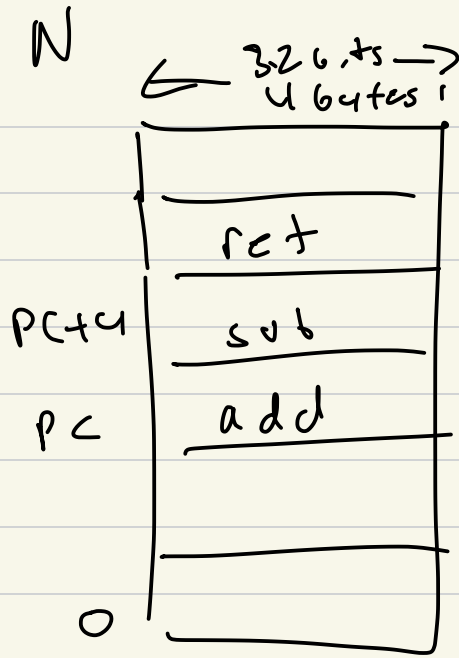 N
← 32 bits →
4 bytes
ret
PC+4 sub
PC add
0